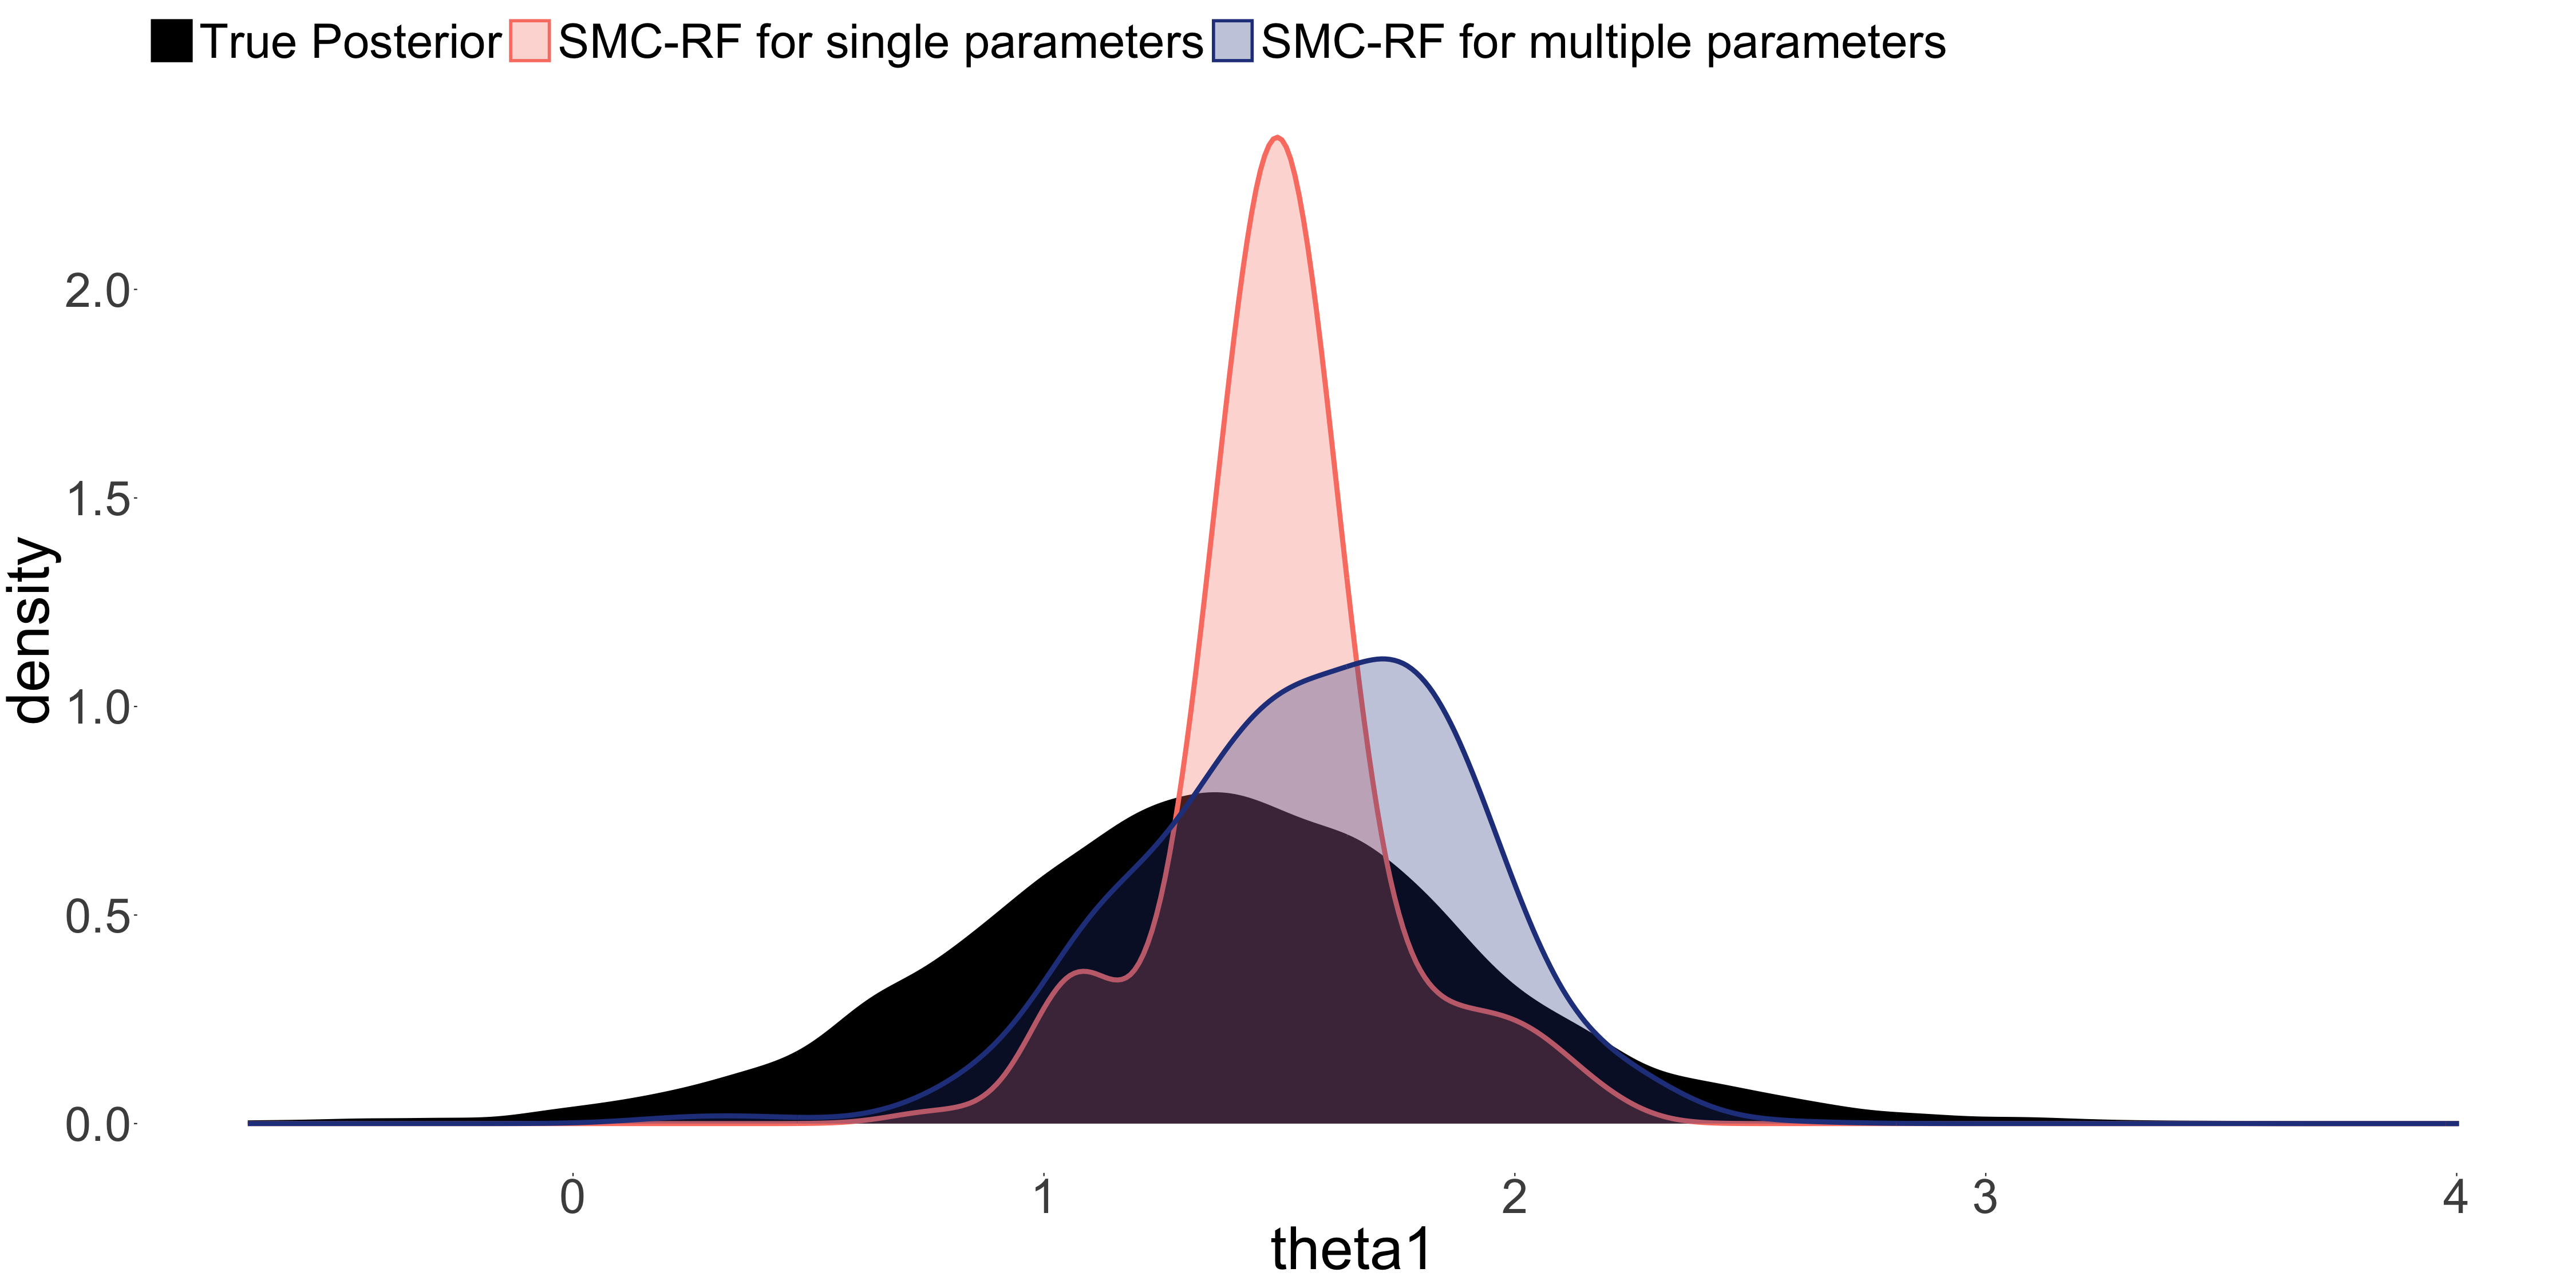 True Posterior SMC-RF for single parameters SMC-RF for multiple parameters
2.0
1.5
1.0
0.5
0.0
density
0 1 2 3 4
theta1